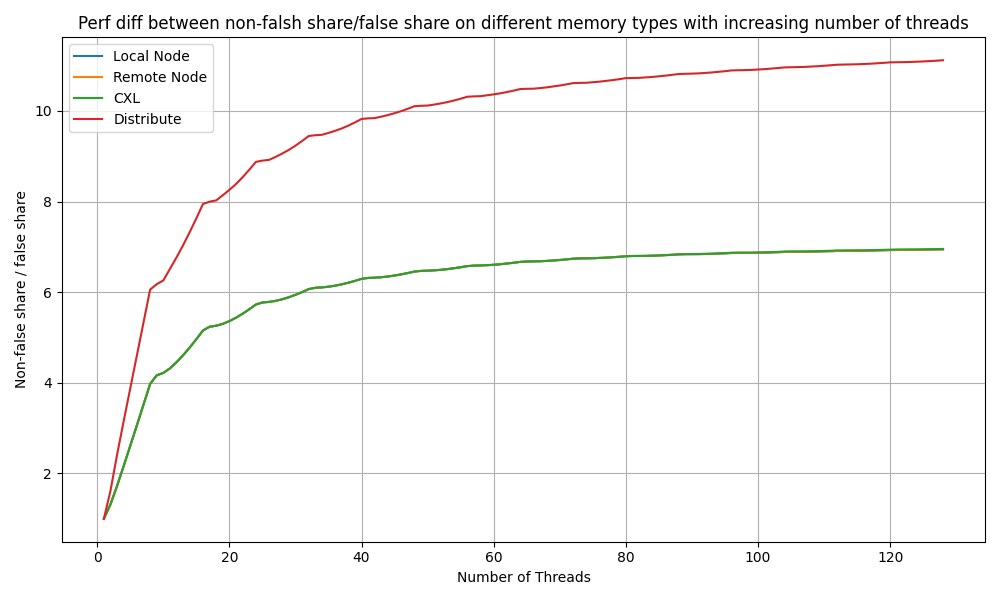 Perf diff between non-falsh share/false share on different memory types with increasing number of threads
Local Node
Remote Node
CXL
Distribute
Non-false share / false share
10
8
6
4
2
0 20 40 60 80 100 120
Number of Threads